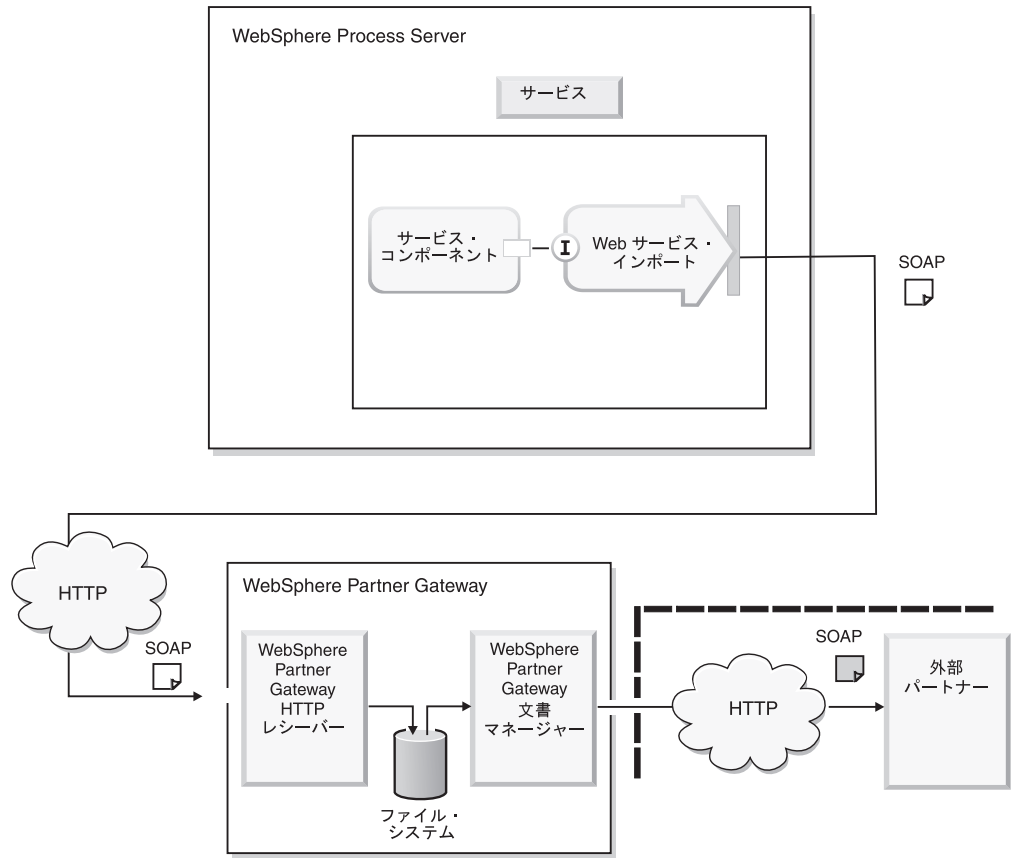 WebSphere Process Server
サービス
サービス・
コンポーネント
I
Web サービス・
インポート
SOAP
HTTP
SOAP
WebSphere Partner Gateway
WebSphere
Partner
Gateway
HTTP
レシーバー
ファイル・
システム
WebSphere
Partner
Gateway
文書
マネージャー
HTTP
SOAP
外部
パートナー